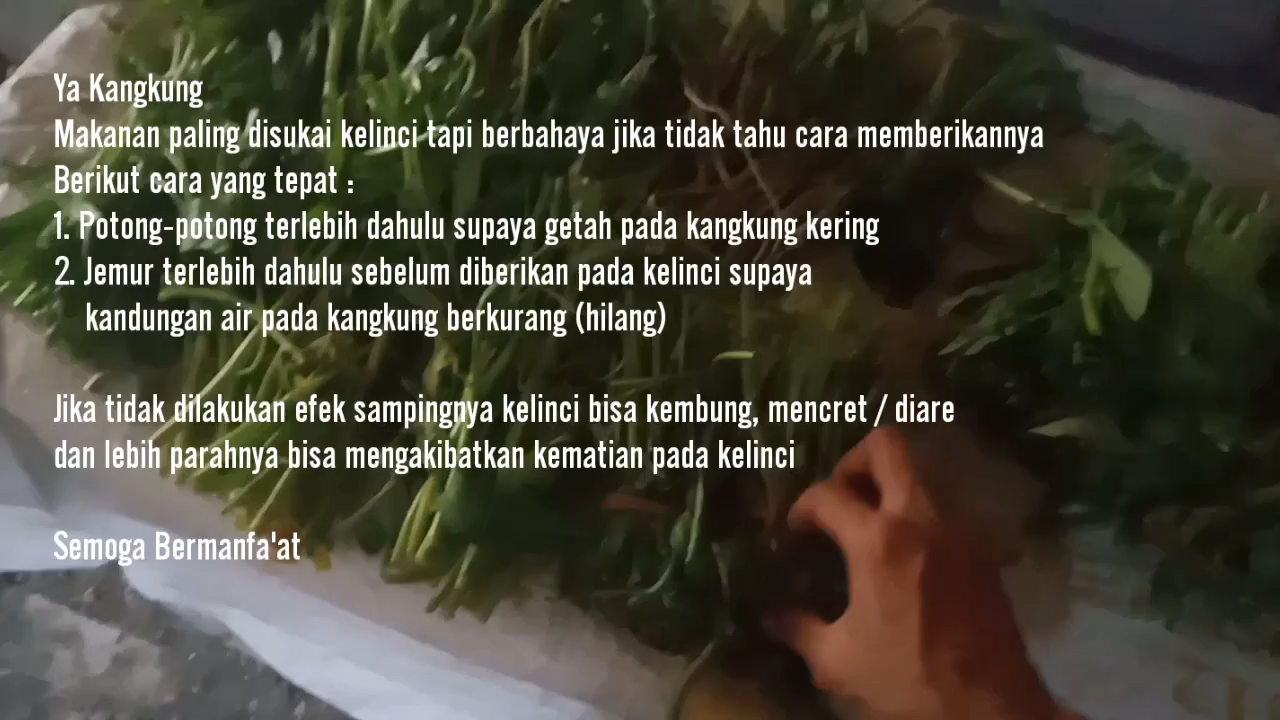 Ya Kangkung
Makanan paling disukai kelinci tapi berbahaya jika tidak tahu cara memberikannya
Berikut cara yang tepat :
1. Potong-potong terlebih dahulu supaya getah pada kangkung kering
2. Jemur terlebih dahulu sebelum diberikan pada kelinci supaya
kandungan air pada kangkung berkurang (hilang)
Jika tidak dilakukan efek sampingnya kelinci bisa kembung, mencret / diare
dan lebih parahnya bisa mengakibatkan kematian pada kelinci
Semoga Bermanfa'at